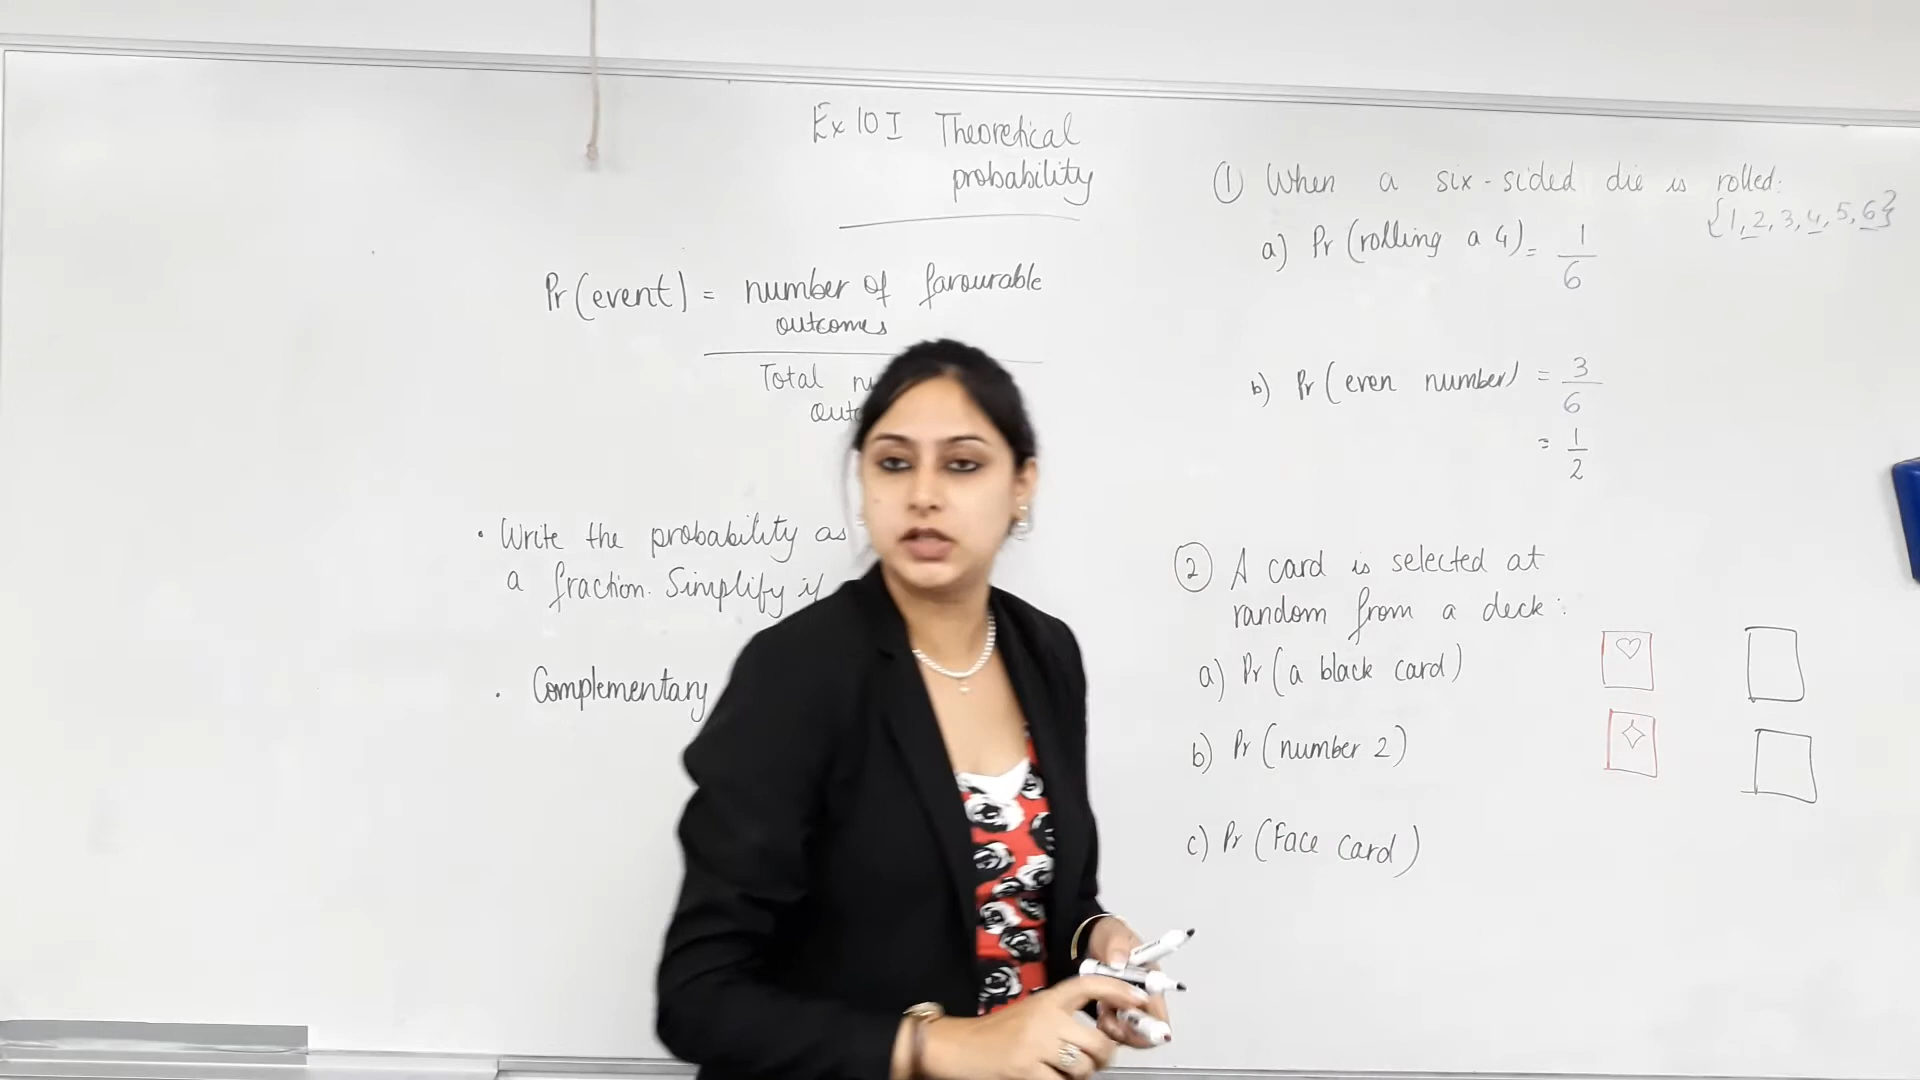 Ex 10 I Theoretical
probability
Pr (event) = number of favourable
outcomes
Total
• Write the probability as
a fraction. Simplify if
• Complementary
① When a six-sided die is rolled:
{1, 2, 3, 4, 5, 6}
a) Pr (rolling a 4) = 1/6
b) Pr (even number) = 3/6
= 1/2
② A card is selected at
random from a deck:
a) Pr (a black card)
b) Pr (number 2)
c) Pr (Face card)